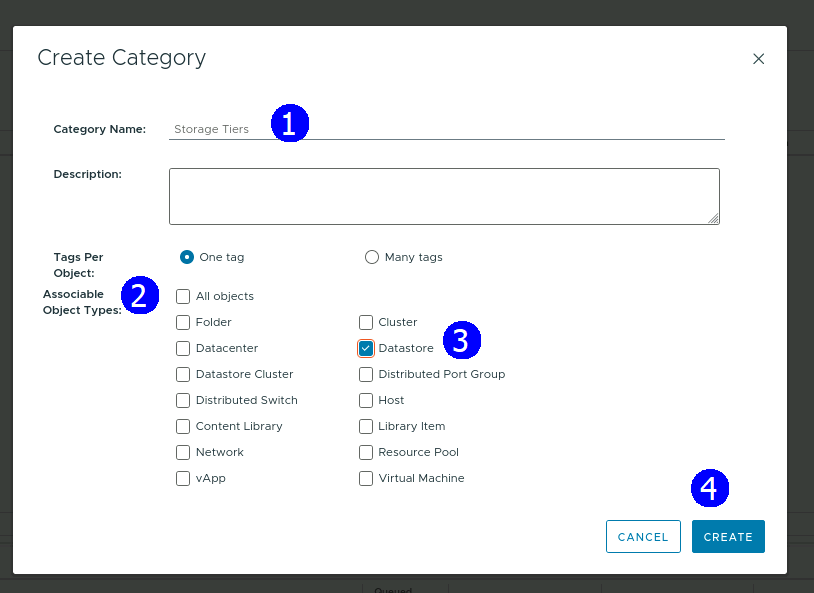 Create Category
Category Name: Storage Tiers 1
Description:
Tags Per Object: One tag Many tags
Associable Object Types: 2 All objects
Folder Cluster
Datacenter Datastore 3
Datastore Cluster Distributed Port Group
Distributed Switch Host
Content Library Library Item
Network Resource Pool
vApp Virtual Machine
4
CANCEL CREATE
Queued